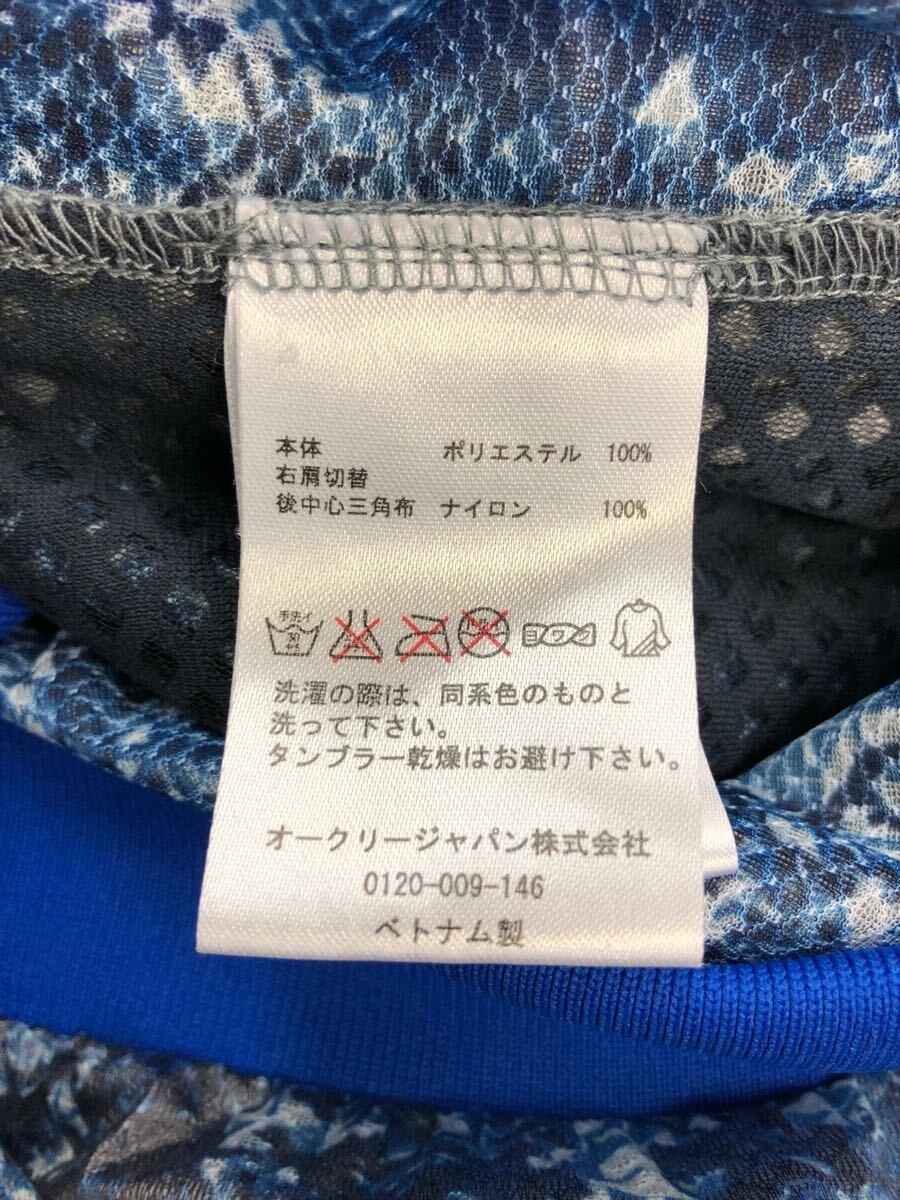 本体 ポリエステル 100%
右肩切替
後中心三角布 ナイロン 100%
手洗イ
30
ヨワク
洗濯の際は、同系色のものと
洗って下さい。
タンブラー乾燥はお避け下さい。
オークリージャパン株式会社
0120-009-146
ベトナム製